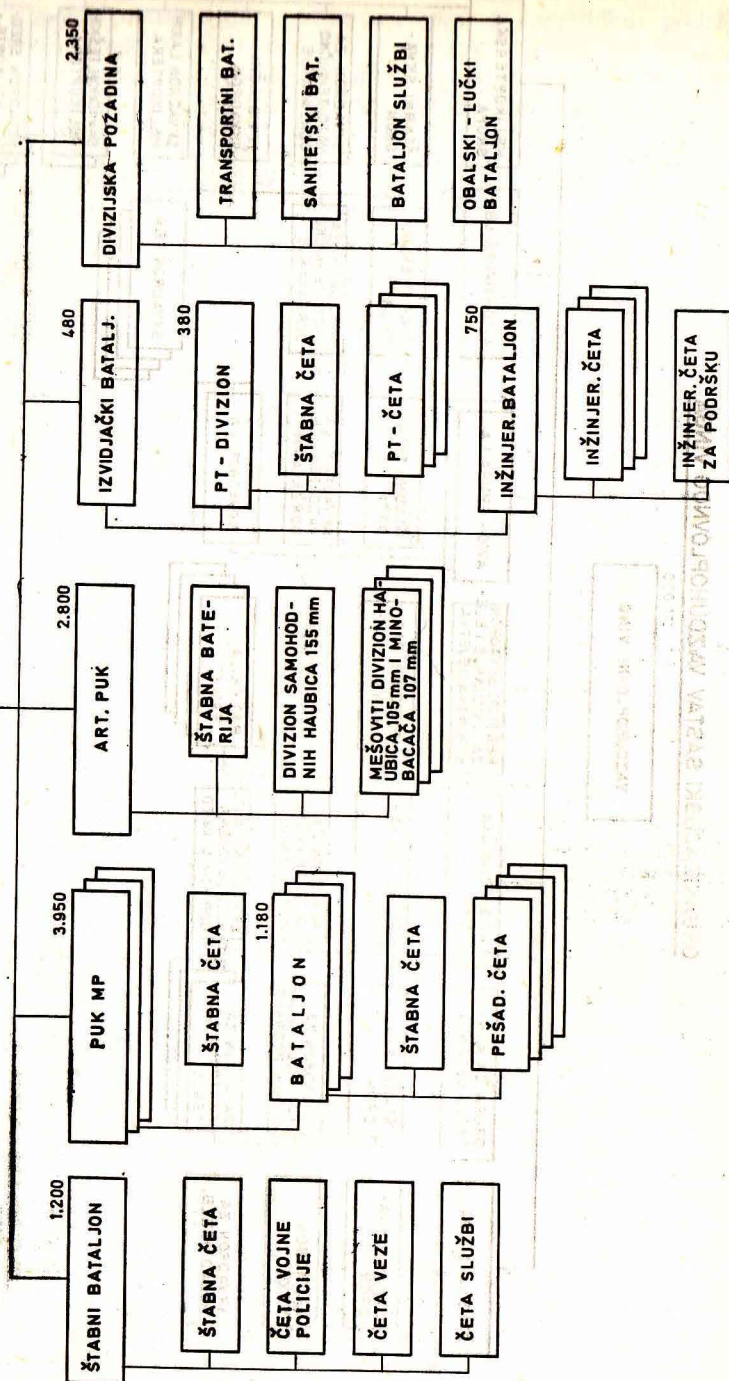 1.200
ŠTABNI BATALJON
ŠTABNA ČETA
ČETA VOJNE
POLICIJE
ČETA VEZE
ČETA SLUŽBI
3.950
PUK MP
ŠTABNA ČETA
1.180
BATALJON
ŠTABNA ČETA
PEŠAD. ČETA
2.800
ART. PUK
ŠTABNA BATE-
RIJA
DIVIZION SAMOHOD-
NIH HAUBICA 155 mm
MEŠOVITI DIVIZION HA-
UBICA 105 mm I MINO-
BACAČA 107 mm
480
IZVIDJAČKI BATALJ.
380
PT - DIVIZION
ŠTABNA ČETA
PT - ČETA
750
INŽINJER. BATALJON
INŽINJER. ČETA
INŽINJER. ČETA
ZA PODRŠKU
2.350
DIVIZIJSKA POZADINA
TRANSPORTNI BAT.
SANITETSKI BAT.
BATALJON SLUŽBI
OBALSKI - LUČKI
BATALJON